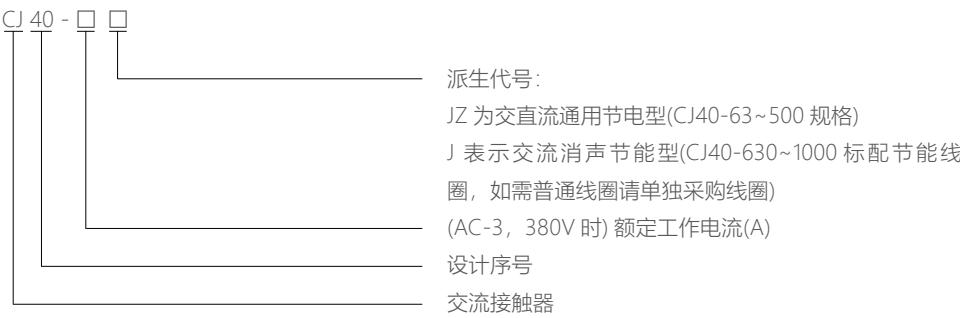 CJ 40 - □ □
派生代号:
JZ 为交直流通用节电型(CJ40-63~500 规格)
J 表示交流消声节能型(CJ40-630~1000 标配节能线
圈，如需普通线圈请单独采购线圈)
(AC-3，380V 时) 额定工作电流(A)
设计序号
交流接触器